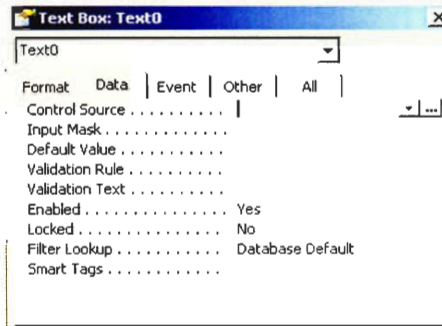 Text Box: Text0
Text0
Format Data Event Other All
Control Source . . . . . . . . . .
Input Mask . . . . . . . . . . . . .
Default Value . . . . . . . . . . .
Validation Rule . . . . . . . . . .
Validation Text . . . . . . . . . .
Enabled . . . . . . . . . . . . . . . Yes
Locked . . . . . . . . . . . . . . . No
Filter Lookup . . . . . . . . . . . Database Default
Smart Tags . . . . . . . . . . . .